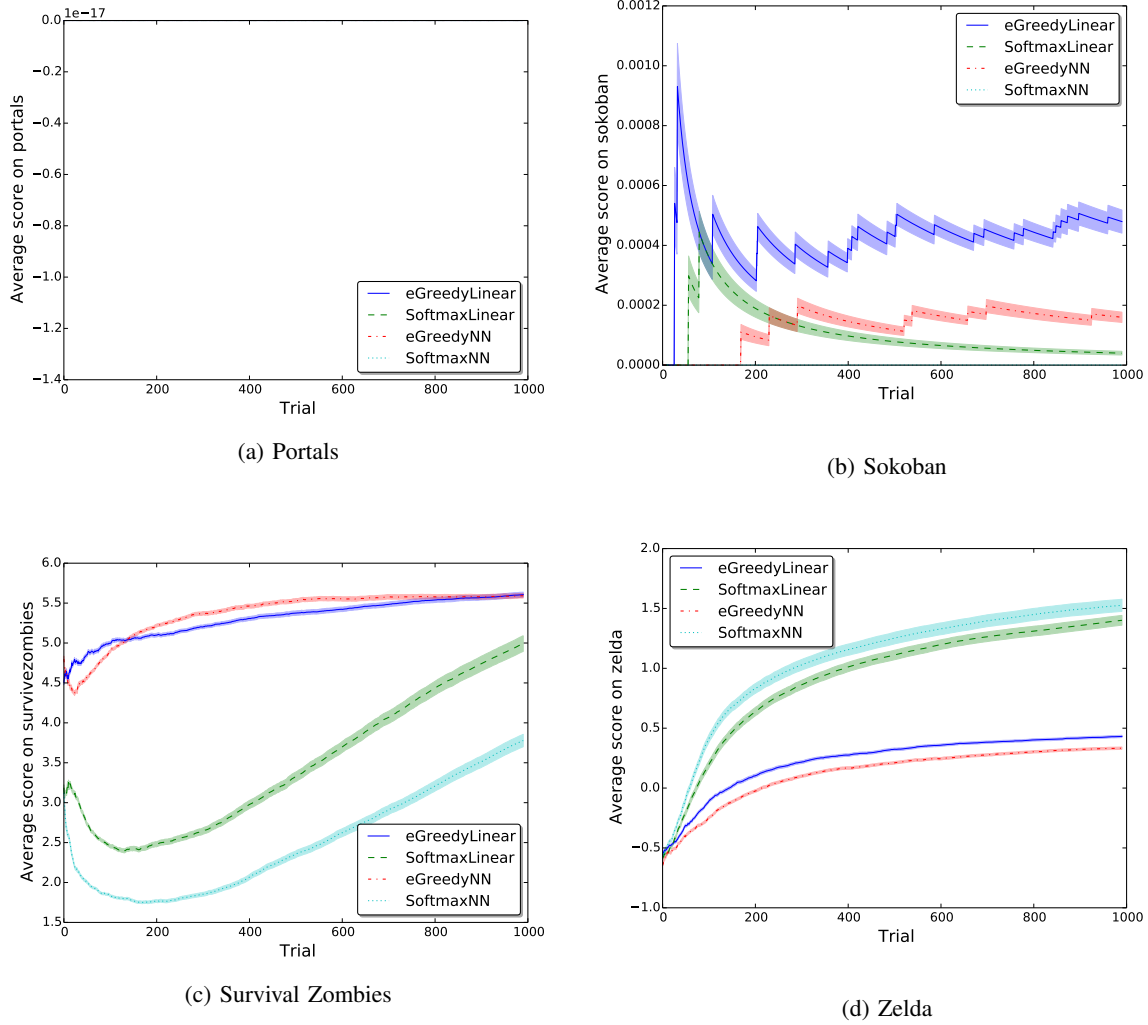 1e−17
0.0
−0.2
−0.4
−0.6
−0.8
−1.0
−1.2
−1.4
0 200 400 600 800 1000
Trial
Average score on portals
eGreedyLinear
SoftmaxLinear
eGreedyNN
SoftmaxNN
(a) Portals
0.0012
0.0010
0.0008
0.0006
0.0004
0.0002
0.0000
0 200 400 600 800 1000
Trial
Average score on sokoban
eGreedyLinear
SoftmaxLinear
eGreedyNN
SoftmaxNN
(b) Sokoban
6.0
5.5
5.0
4.5
4.0
3.5
3.0
2.5
2.0
1.5
0 200 400 600 800 1000
Trial
Average score on survivezombies
eGreedyLinear
SoftmaxLinear
eGreedyNN
SoftmaxNN
(c) Survival Zombies
2.0
1.5
1.0
0.5
0.0
−0.5
−1.0
0 200 400 600 800 1000
Trial
Average score on zelda
eGreedyLinear
SoftmaxLinear
eGreedyNN
SoftmaxNN
(d) Zelda